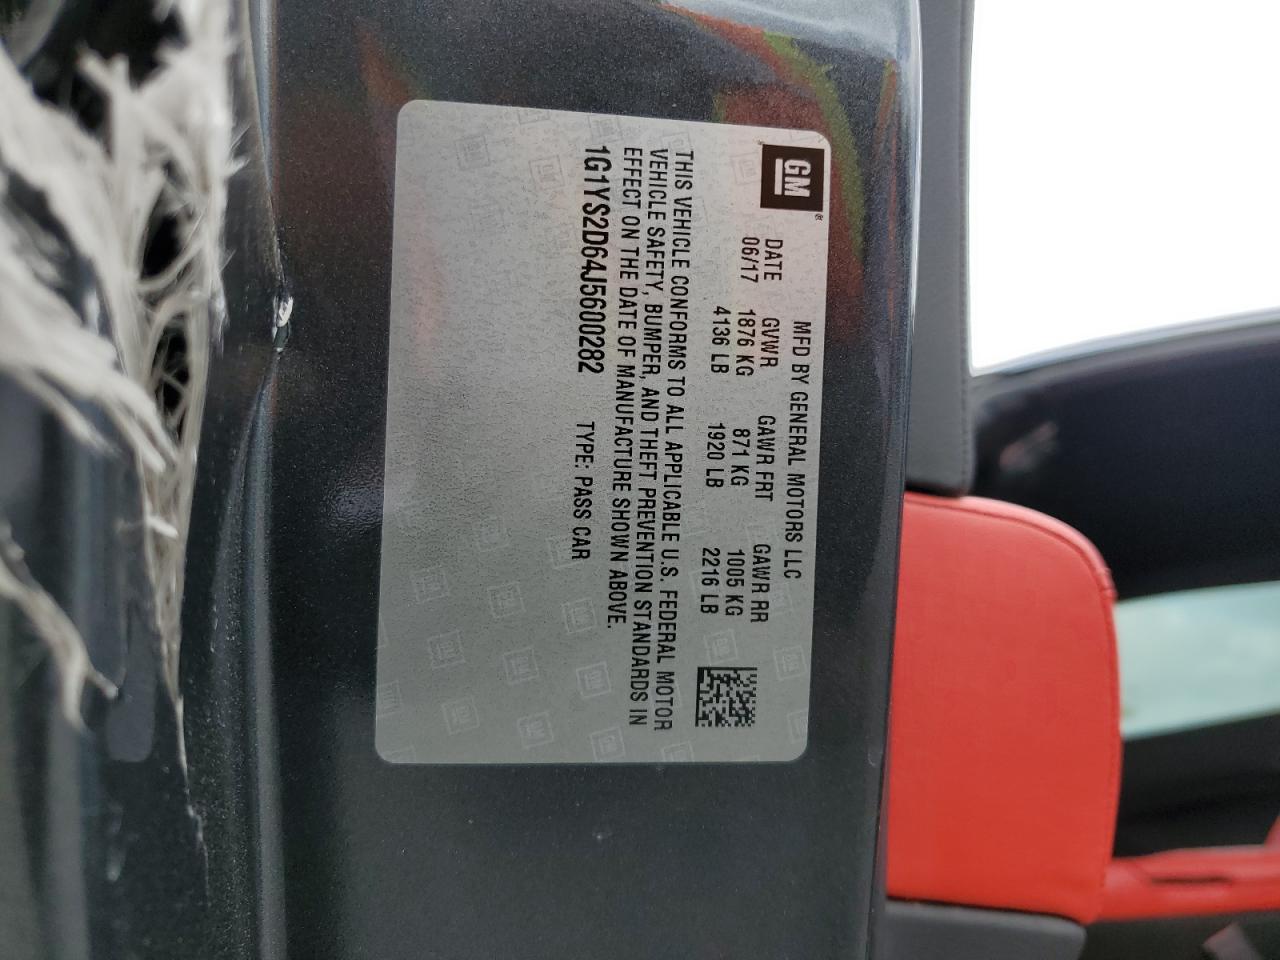 GM®
MFD BY GENERAL MOTORS LLC
DATE GVWR GAWR FRT GAWR RR
06/17 1876 KG 871 KG 1005 KG
4136 LB 1920 LB 2216 LB
THIS VEHICLE CONFORMS TO ALL APPLICABLE U.S. FEDERAL MOTOR
VEHICLE SAFETY, BUMPER, AND THEFT PREVENTION STANDARDS IN
EFFECT ON THE DATE OF MANUFACTURE SHOWN ABOVE.
1G1YS2D64J5600282 TYPE: PASS CAR